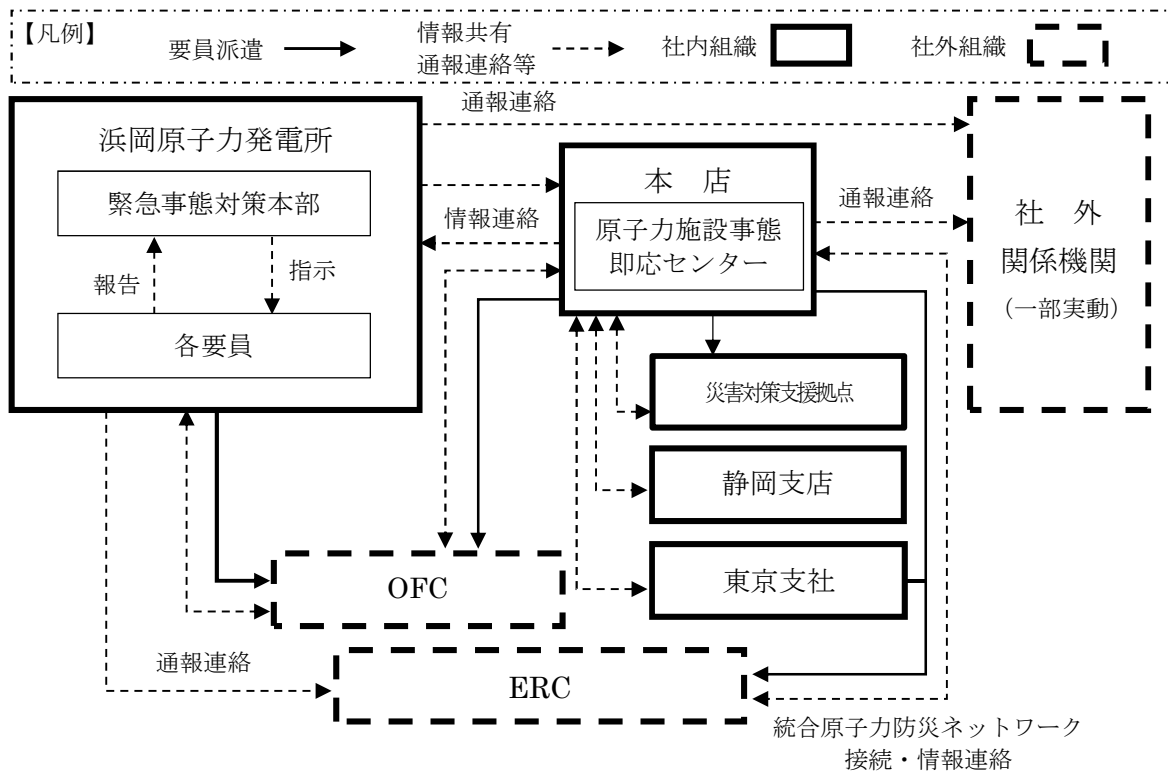 【凡例】
要員派遣
情報共有
通報連絡等
社内組織
社外組織
通報連絡
浜岡原子力発電所
緊急事態対策本部
報告
指示
各要員
情報連絡
本 店
原子力施設事態
即応センター
通報連絡
社 外
関係機関
(一部実動)
災害対策支援拠点
静岡支店
東京支社
OFC
通報連絡
ERC
統合原子力防災ネットワーク
接続・情報連絡